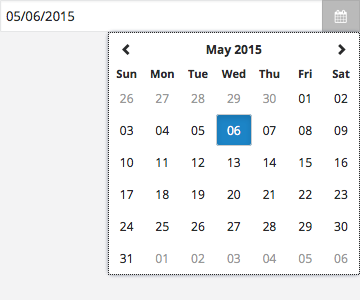 05/06/2015
May 2015
Sun Mon Tue Wed Thu Fri Sat
26 27 28 29 30 01 02
03 04 05 06 07 08 09
10 11 12 13 14 15 16
17 18 19 20 21 22 23
24 25 26 27 28 29 30
31 01 02 03 04 05 06